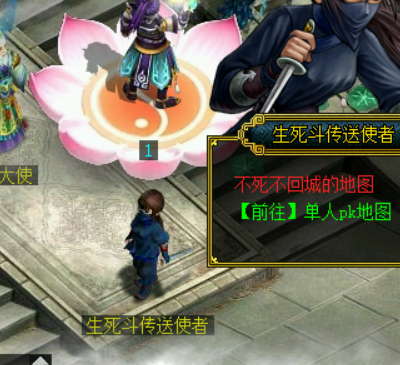 生死斗传送使者
1
不死不回城的地图
大使
【前往】单人pk地图
生死斗传送使者